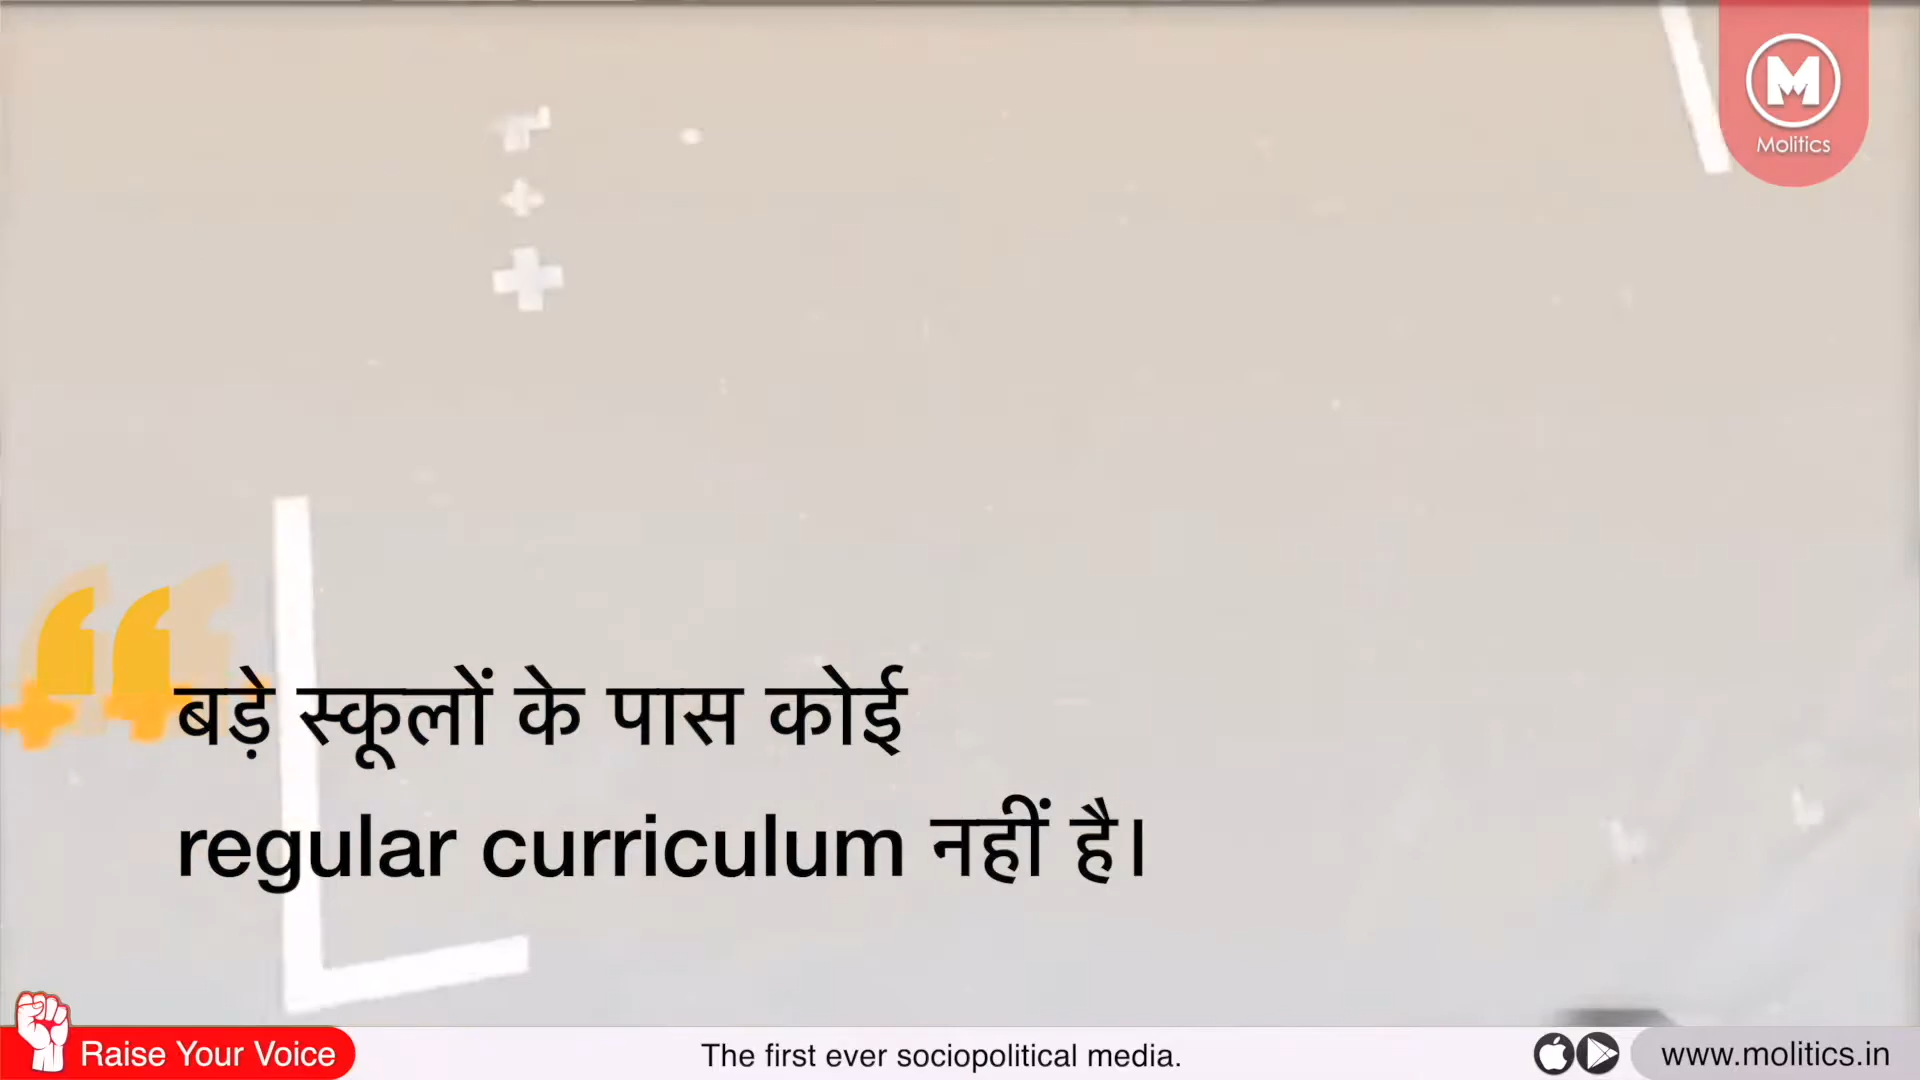 M
Molitics
बड़े स्कूलों के पास कोई
regular curriculum नहीं है।
Raise Your Voice
The first ever sociopolitical media.
www.molitics.in